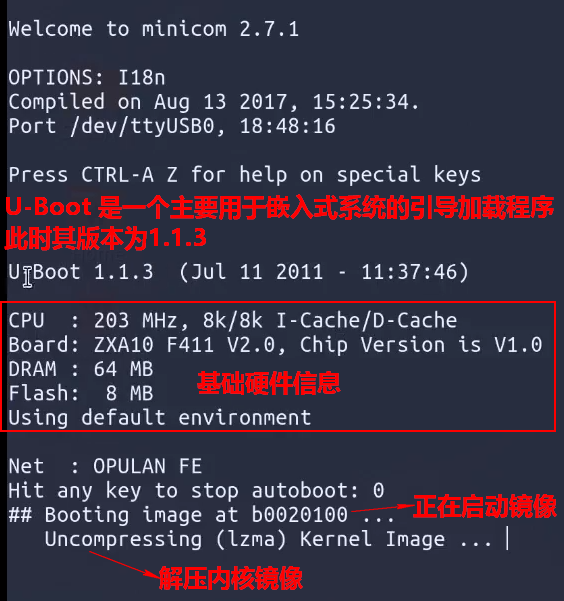 Welcome to minicom 2.7.1
OPTIONS: I18n
Compiled on Aug 13 2017, 15:25:34.
Port /dev/ttyUSB0, 18:48:16
Press CTRL-A Z for help on special keys
U-Boot 是一个主要用于嵌入式系统的引导加载程序
此时其版本为1.1.3
U-Boot 1.1.3  (Jul 11 2011 - 11:37:46)
CPU  : 203 MHz, 8k/8k I-Cache/D-Cache
Board: ZXA10 F411 V2.0, Chip Version is V1.0
DRAM : 64 MB
Flash:  8 MB
基础硬件信息
Using default environment
Net  : OPULAN FE
Hit any key to stop autoboot: 0
## Booting image at b0020100 ...
正在启动镜像
Uncompressing (lzma) Kernel Image ...
解压内核镜像